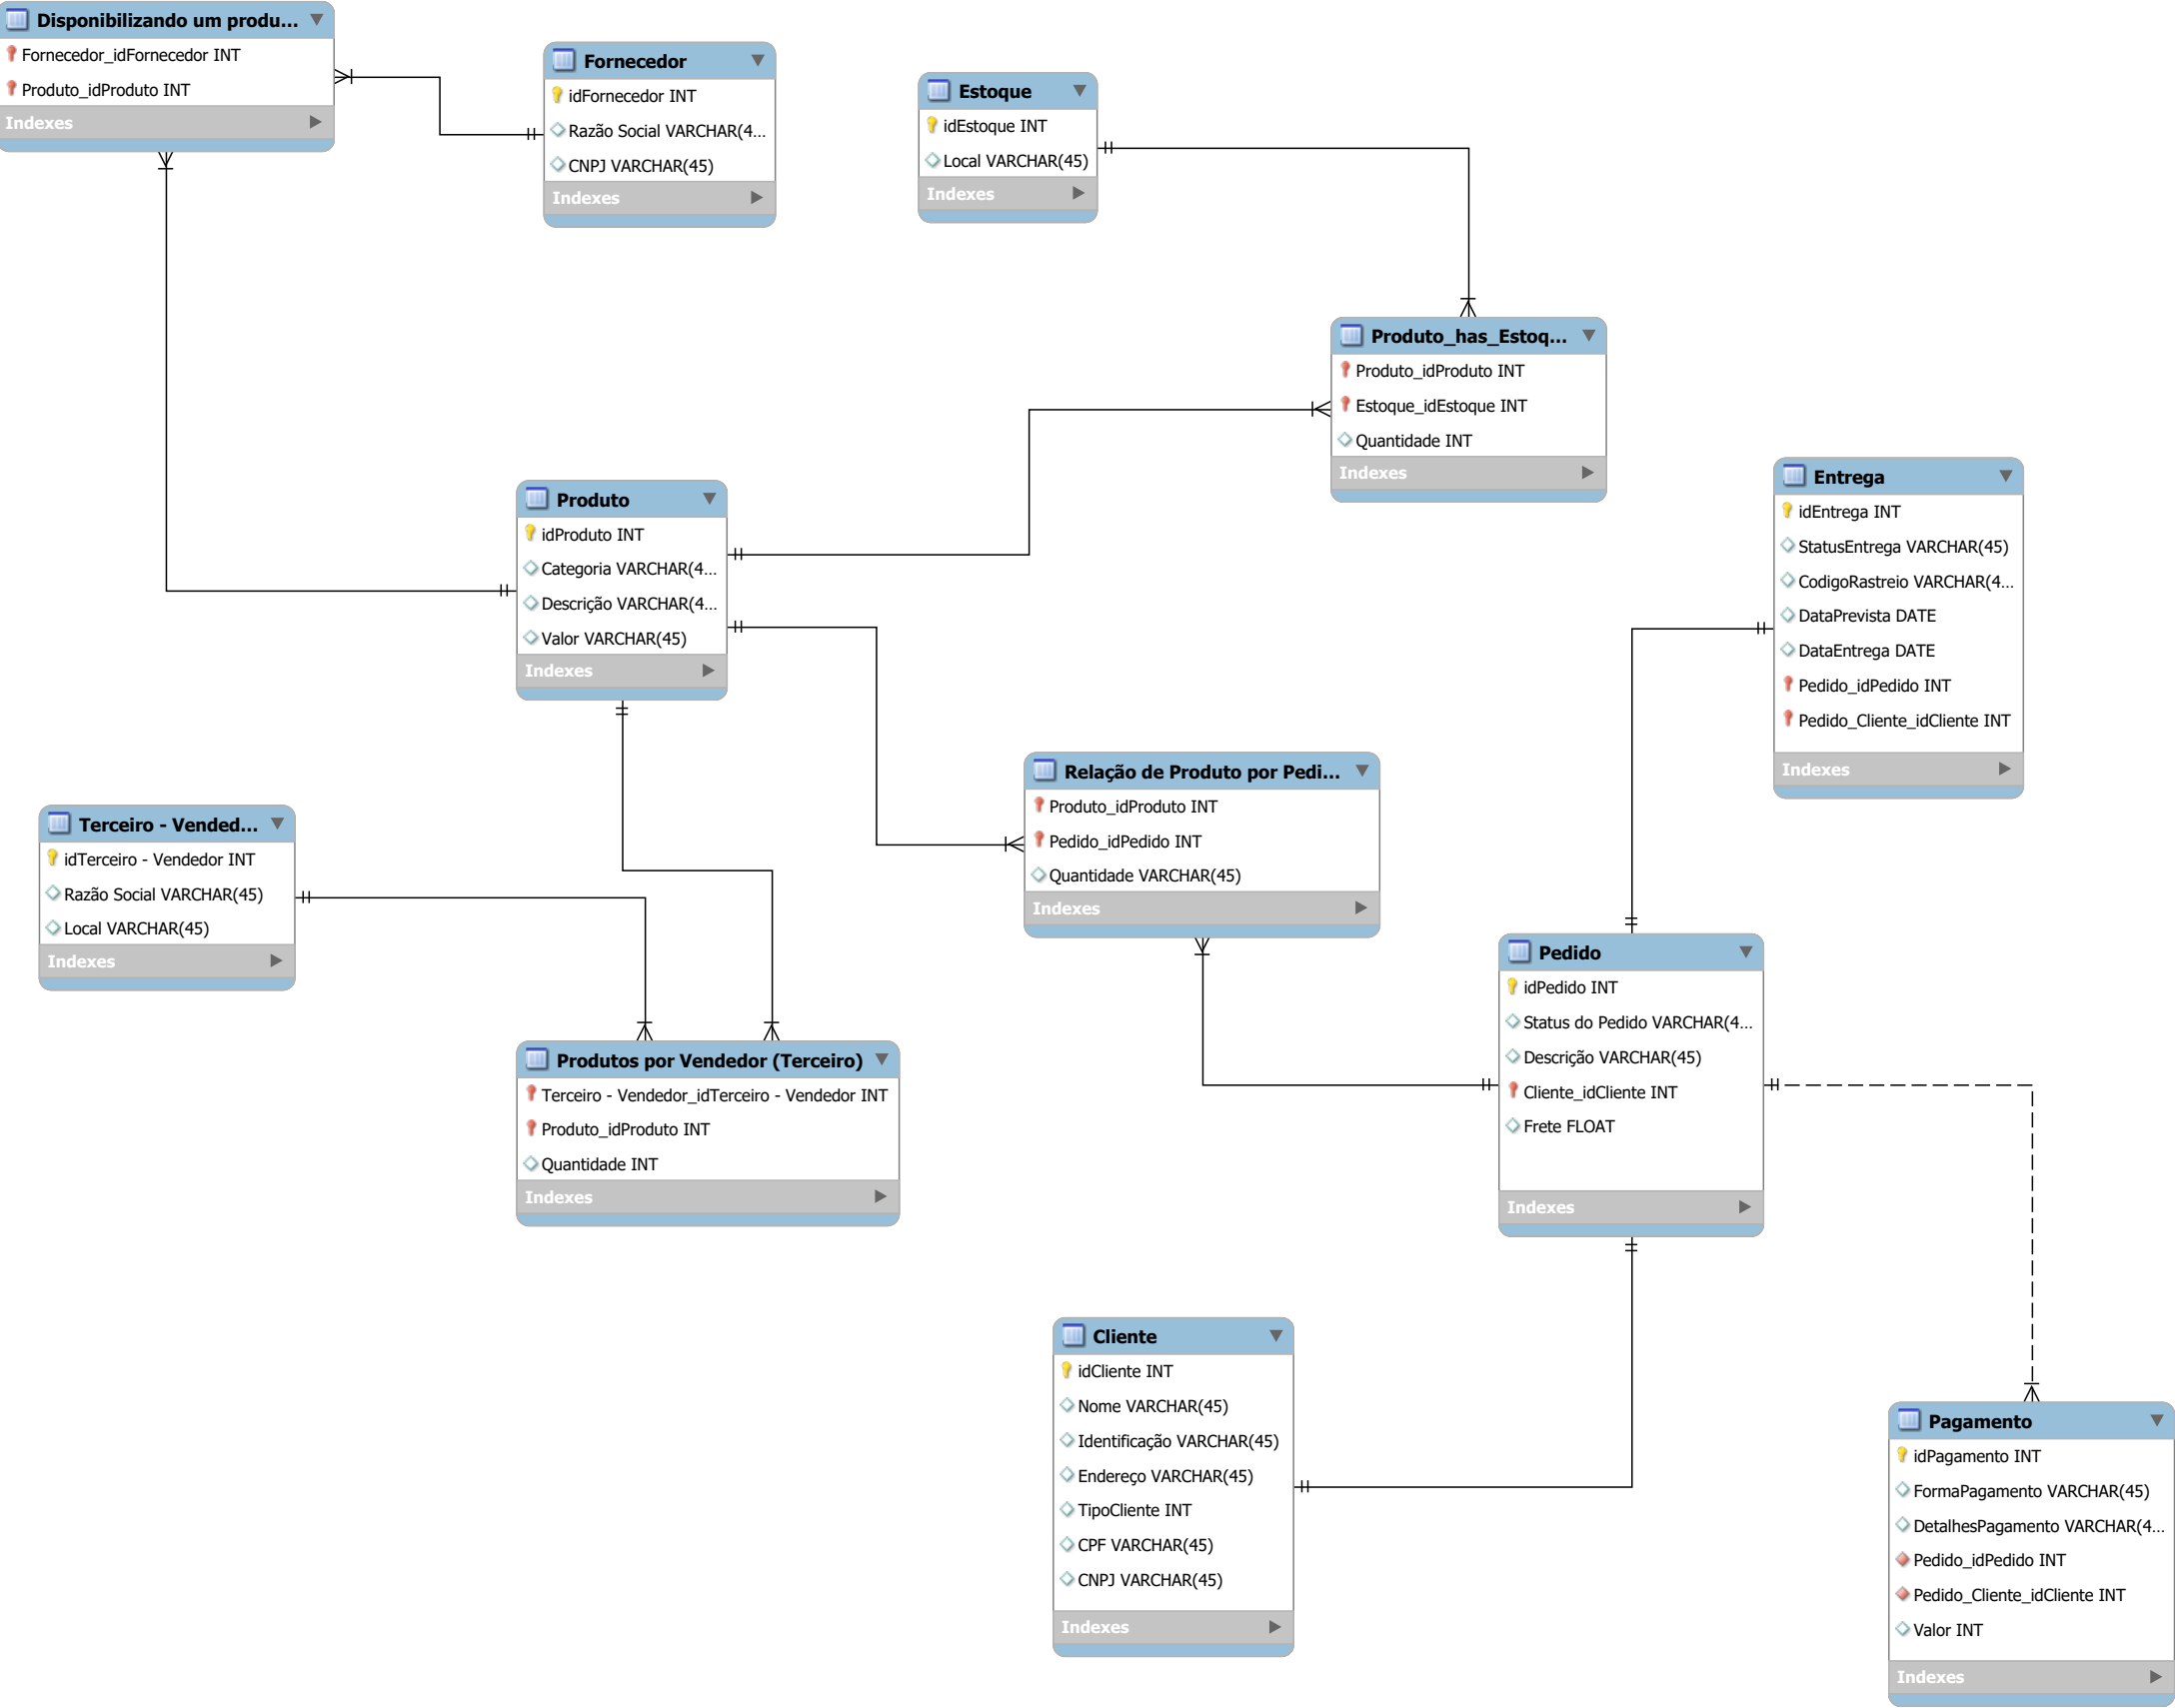 Disponibilizando um produ...
Fornecedor_idFornecedor INT
Produto_idProduto INT
Indexes
Fornecedor
idFornecedor INT
Razão Social VARCHAR(4...
CNPJ VARCHAR(45)
Indexes
Estoque
idEstoque INT
Local VARCHAR(45)
Indexes
Produto_has_Estoq...
Produto_idProduto INT
Estoque_idEstoque INT
Quantidade INT
Indexes
Produto
idProduto INT
Categoria VARCHAR(4...
Descrição VARCHAR(4...
Valor VARCHAR(45)
Indexes
Entrega
idEntrega INT
StatusEntrega VARCHAR(45)
CodigoRastreio VARCHAR(4...
DataPrevista DATE
DataEntrega DATE
Pedido_idPedido INT
Pedido_Cliente_idCliente INT
Indexes
Relação de Produto por Pedi...
Produto_idProduto INT
Pedido_idPedido INT
Quantidade VARCHAR(45)
Indexes
Terceiro - Vended...
idTerceiro - Vendedor INT
Razão Social VARCHAR(45)
Local VARCHAR(45)
Indexes
Pedido
idPedido INT
Status do Pedido VARCHAR(4...
Descrição VARCHAR(45)
Cliente_idCliente INT
Frete FLOAT
Indexes
Produtos por Vendedor (Terceiro)
Terceiro - Vendedor_idTerceiro - Vendedor INT
Produto_idProduto INT
Quantidade INT
Indexes
Cliente
idCliente INT
Nome VARCHAR(45)
Identificação VARCHAR(45)
Endereço VARCHAR(45)
TipoCliente INT
CPF VARCHAR(45)
CNPJ VARCHAR(45)
Indexes
Pagamento
idPagamento INT
FormaPagamento VARCHAR(45)
DetalhesPagamento VARCHAR(4...
Pedido_idPedido INT
Pedido_Cliente_idCliente INT
Valor INT
Indexes